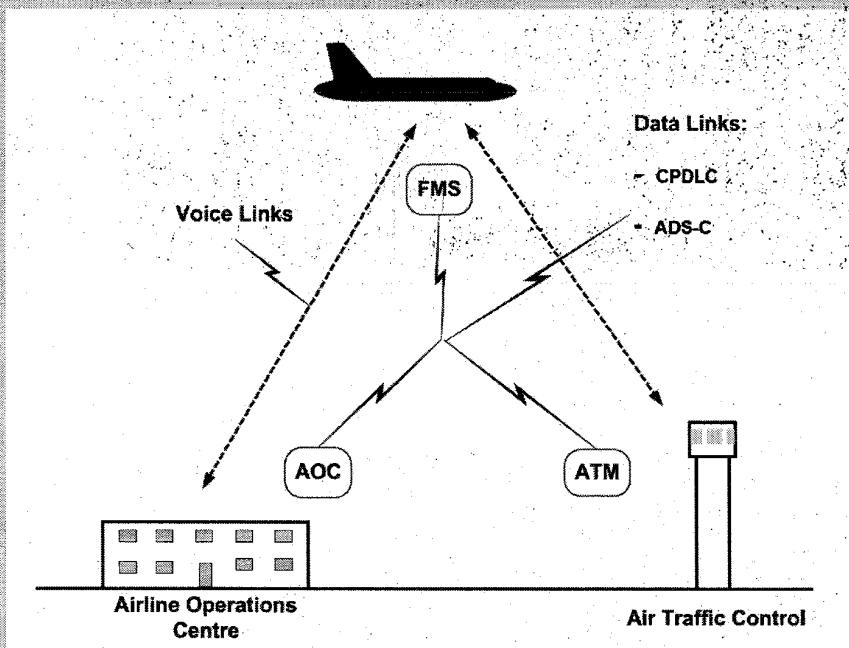 Data Links:
FMS
- CPDLC
Voice Links
- ADS-C
AOC
ATM
Airline Operations
Centre
Air Traffic Control